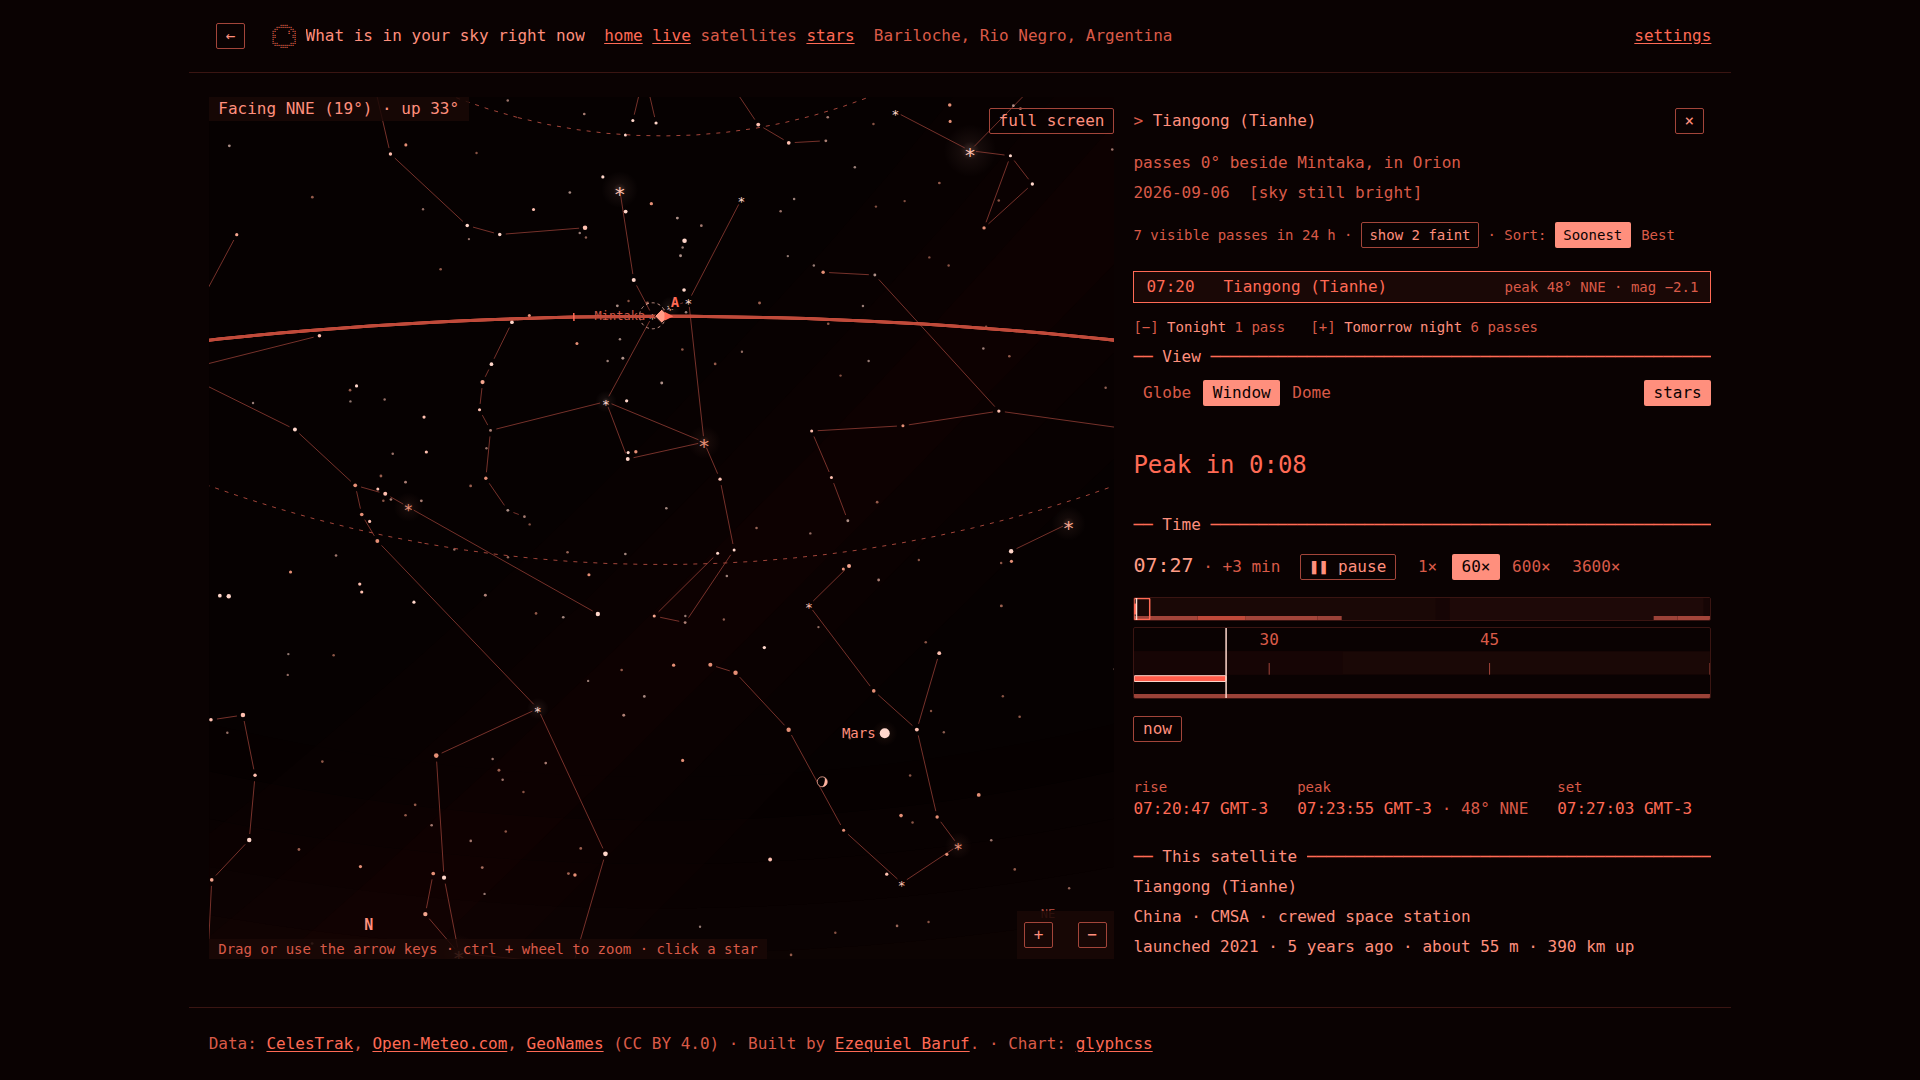 ← What is in your sky right now home live satellites stars Bariloche, Rio Negro, Argentina settings
Facing NNE (19°) · up 33°
full screen
A
Mintaka
Mars
N
NE
Drag or use the arrow keys · ctrl + wheel to zoom · click a star
+ −
> Tiangong (Tianhe) ×
passes 0° beside Mintaka, in Orion
2026-09-06 [sky still bright]
7 visible passes in 24 h · show 2 faint · Sort: Soonest Best
07:20 Tiangong (Tianhe) peak 48° NNE · mag −2.1
[−] Tonight 1 pass [+] Tomorrow night 6 passes
View
Globe Window Dome stars
Peak in 0:08
Time
07:27 · +3 min ❚❚ pause 1× 60× 600× 3600×
30 45
now
rise peak set
07:20:47 GMT-3 07:23:55 GMT-3 · 48° NNE 07:27:03 GMT-3
This satellite
Tiangong (Tianhe)
China · CMSA · crewed space station
launched 2021 · 5 years ago · about 55 m · 390 km up
Data: CelesTrak, Open-Meteo.com, GeoNames (CC BY 4.0) · Built by Ezequiel Baruf. · Chart: glyphcss